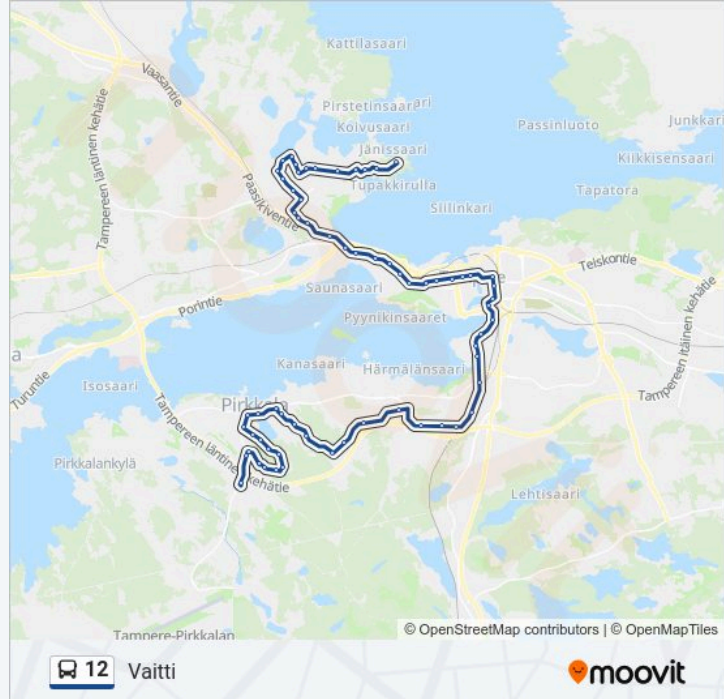 Kattilasaari
Vaasantie
Pirstetinsaari
Koivusaari
Jänissaari
Passinluoto
Junkkari
Kiikkisensaari
Tampereen läntinen kehätie
Paasikiventie
Tupakkirulla
Siilinkari
Tapatora
Teiskontie
Saunasaari
Porintie
Pyynikinsaaret
Kanasaari
Härmälänsaari
Isosaari
Turuntie
Tampereen itäinen kehätie
Pirkkala
Tampereen läntinen kehätie
Pirkkalankylä
Lehtisaari
Tampere-Pirkkalan
© OpenStreetMap contributors | © OpenMapTiles
12 Vaitti
moovit